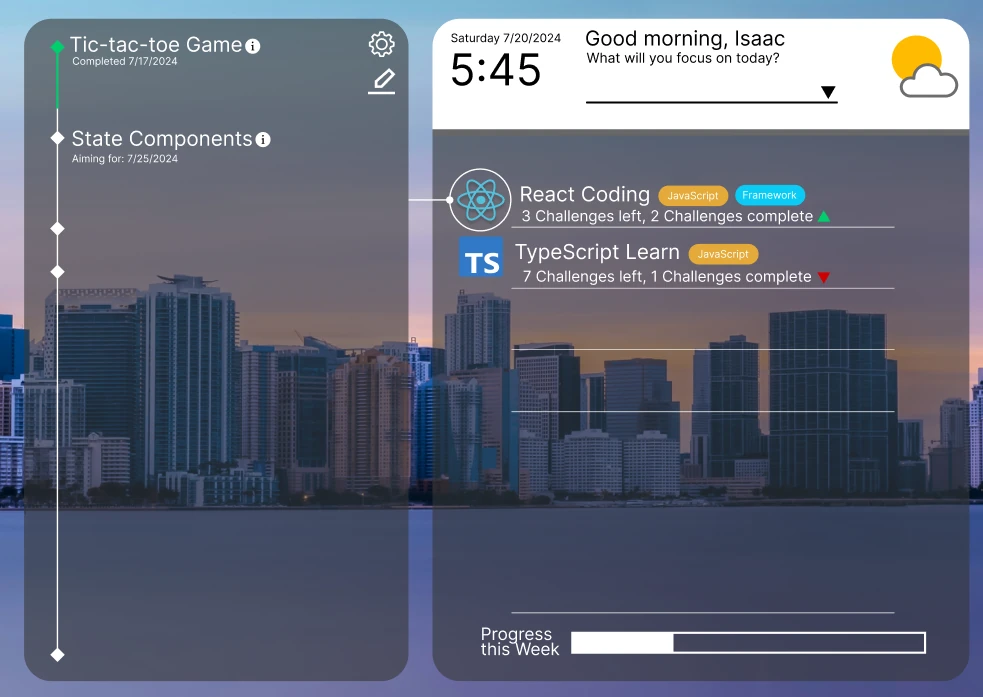 Tic-tac-toe Game
Completed 7/17/2024
State Components
Aiming for: 7/25/2024
Saturday 7/20/2024
5:45
Good morning, Isaac
What will you focus on today?
React Coding JavaScript Framework
3 Challenges left, 2 Challenges complete
TS
TypeScript Learn JavaScript
7 Challenges left, 1 Challenges complete
Progress
this Week